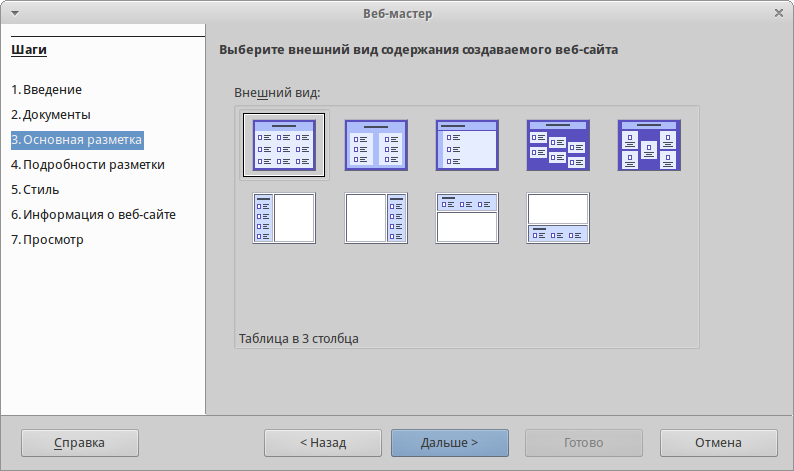 Веб-мастер
Шаги
1. Введение
2. Документы
3. Основная разметка
4. Подробности разметки
5. Стиль
6. Информация о веб-сайте
7. Просмотр
Выберите внешний вид содержания создаваемого веб-сайта
Внешний вид:
Таблица в 3 столбца
Справка
< Назад
Дальше >
Готово
Отмена